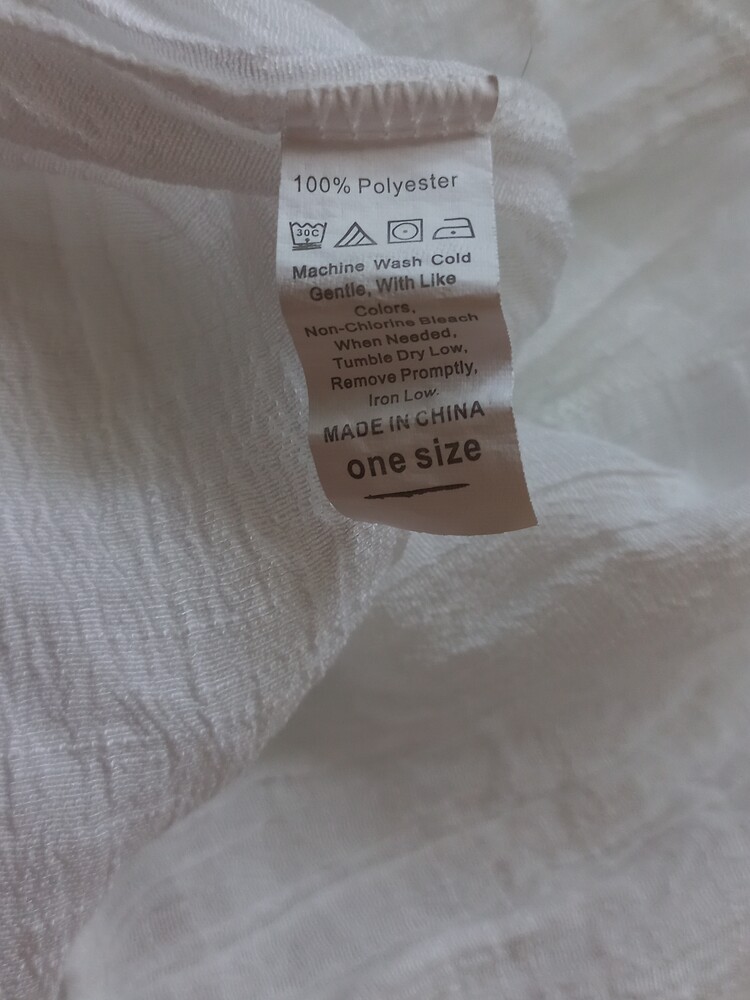 100% Polyester
30C
Machine Wash Cold
Gentle, With Like
Colors,
Non-Chlorine Bleach
When Needed,
Tumble Dry Low,
Remove Promptly,
Iron Low.
MADE IN CHINA
one size